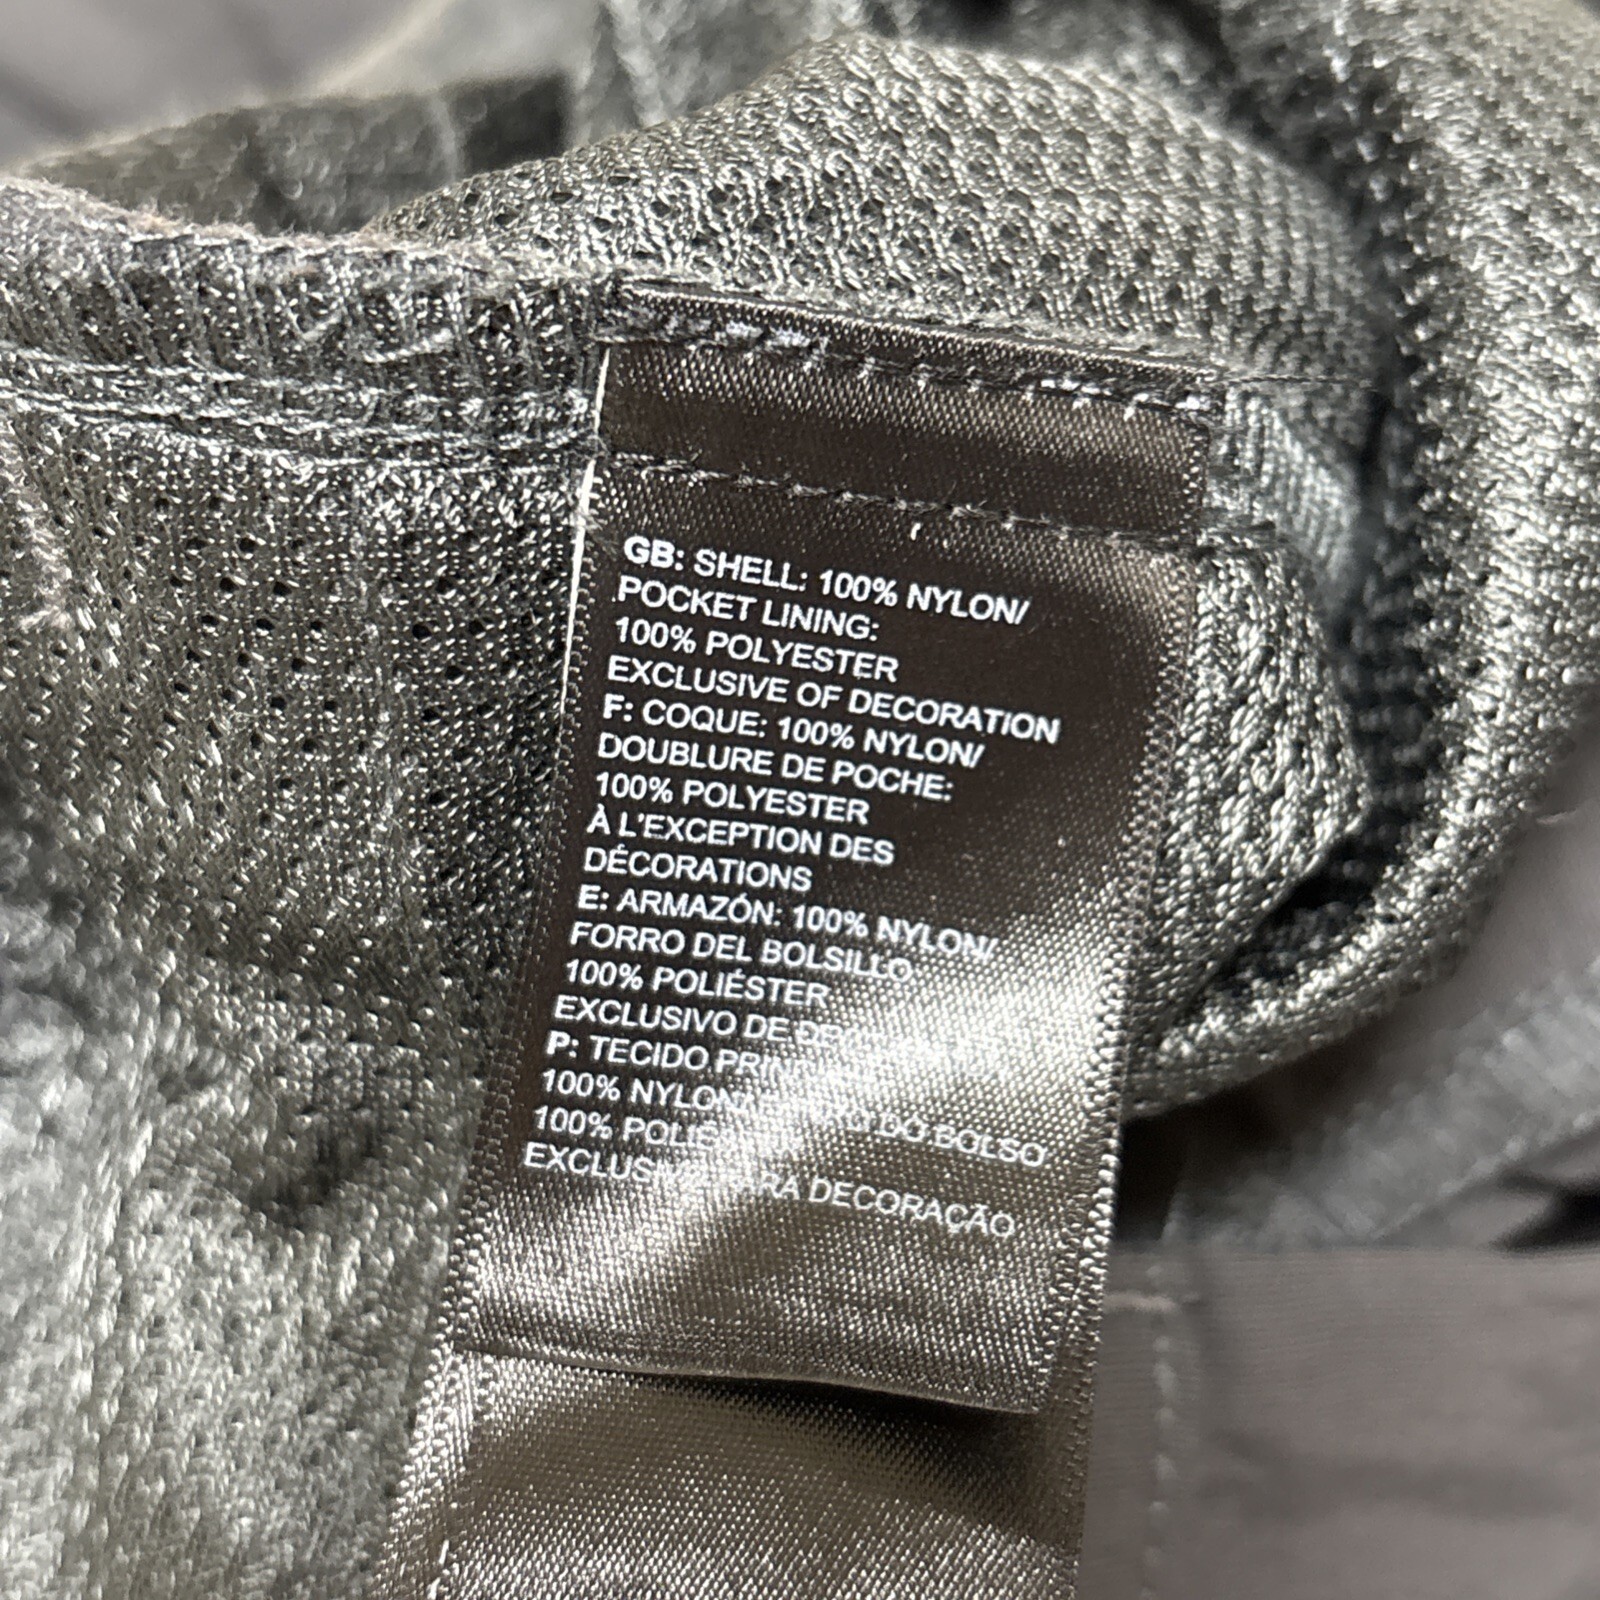 GB: SHELL: 100% NYLON/
POCKET LINING:
100% POLYESTER
EXCLUSIVE OF DECORATION
F: COQUE: 100% NYLON/
DOUBLURE DE POCHE:
100% POLYESTER
À L'EXCEPTION DES
DÉCORATIONS
E: ARMAZÓN: 100% NYLON/
FORRO DEL BOLSILLO:
100% POLIÉSTER
EXCLUSIVO DE
P: TECIDO
100% NYLON/ DO BOLSO
100%
DECORAÇÃO